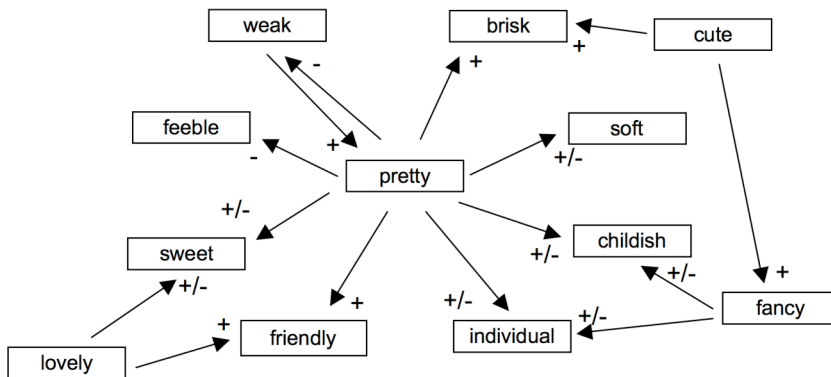 weak
brisk
cute
-
+
+
feeble
soft
-
+
+/-
pretty
+/-
sweet
childish
+/-
+/-
+/-
+
+/-
+
+/-
fancy
+
friendly
individual
lovely